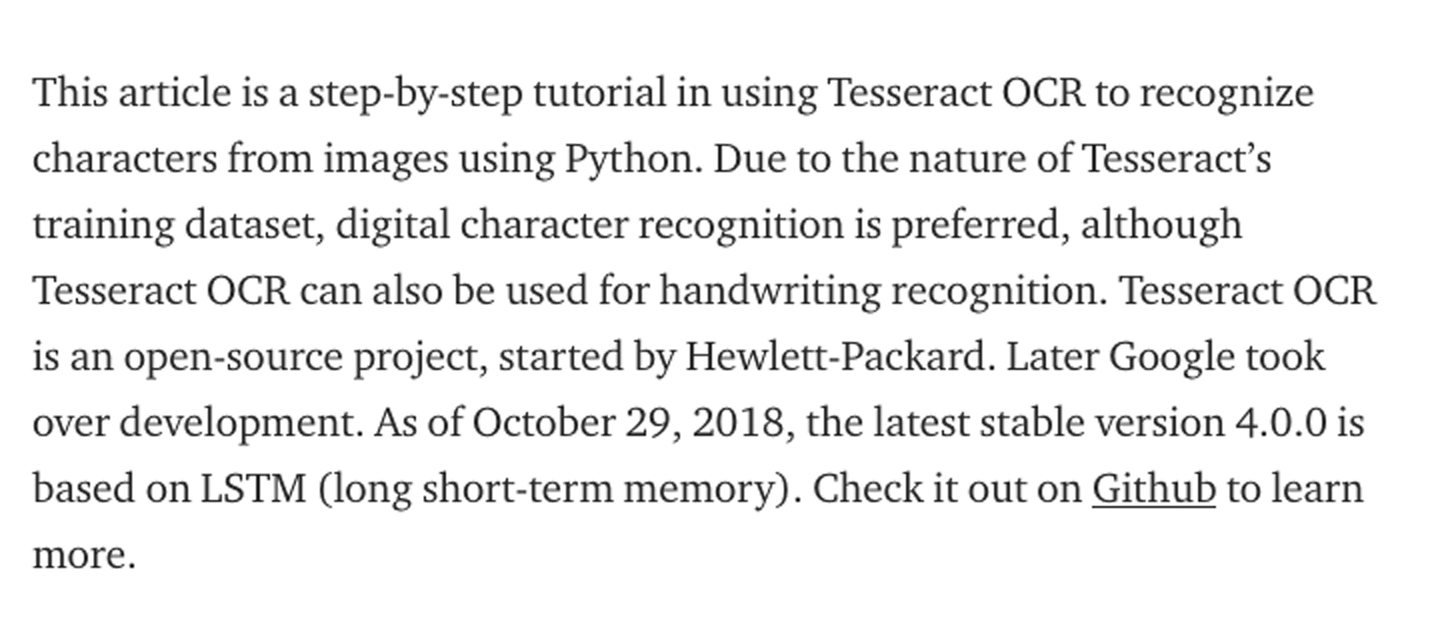 This article is a step-by-step tutorial in using Tesseract OCR to recognize
characters from images using Python. Due to the nature of Tesseract’s
training dataset, digital character recognition is preferred, although
Tesseract OCR can also be used for handwriting recognition. Tesseract OCR
is an open-source project, started by Hewlett-Packard. Later Google took
over development. As of October 29, 2018, the latest stable version 4.0.0 is
based on LSTM (long short-term memory). Check it out on Github to learn
more.